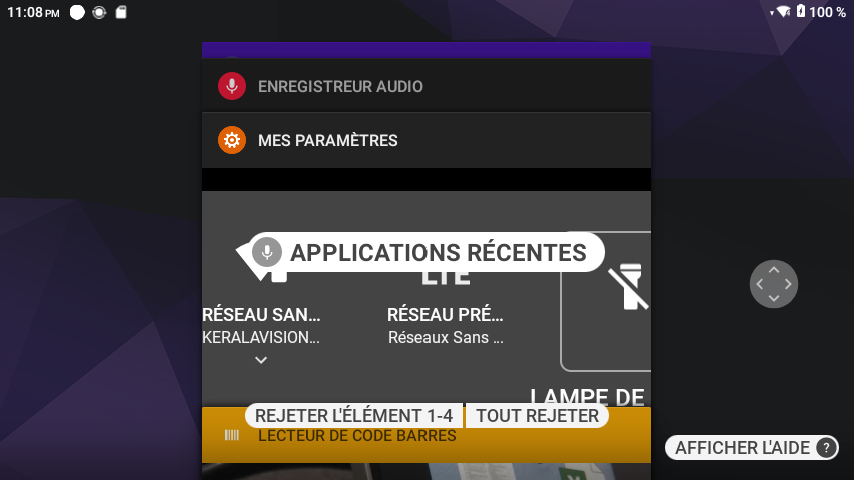 11:08 PM
100 %
ENREGISTREUR AUDIO
MES PARAMÈTRES
APPLICATIONS RÉCENTES
LTE
RÉSEAU SAN...
RÉSEAU PRÉ...
KERALAVISION...
Réseaux Sans ...
LAMPE DE
REJETER L'ÉLÉMENT 1-4
TOUT REJETER
LECTEUR DE CODE BARRES
AFFICHER L'AIDE ?